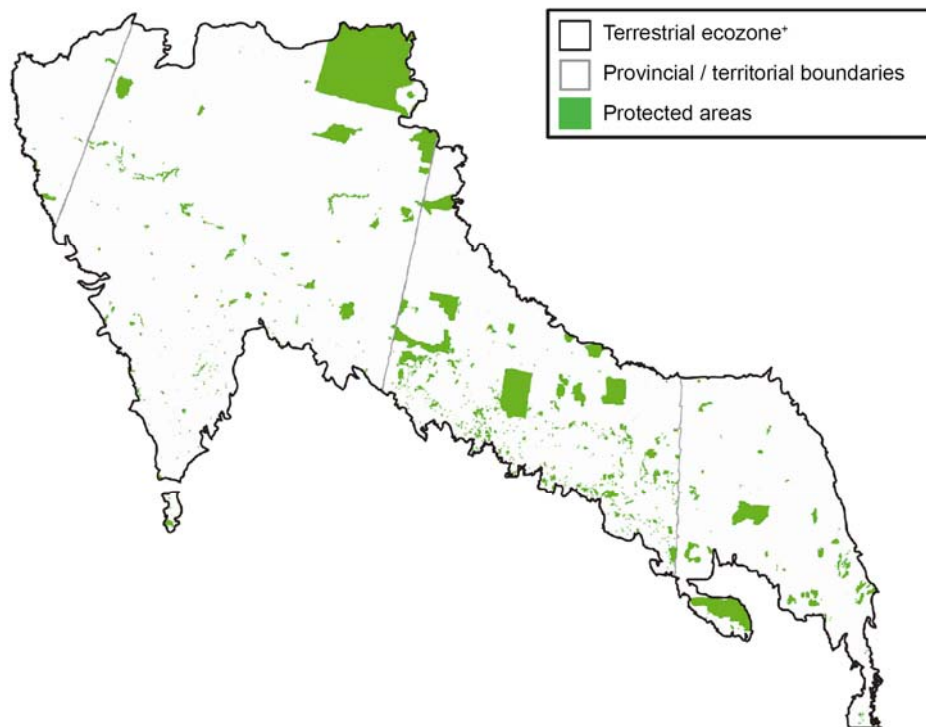 Terrestrial ecozone⁺
Provincial / territorial boundaries
Protected areas